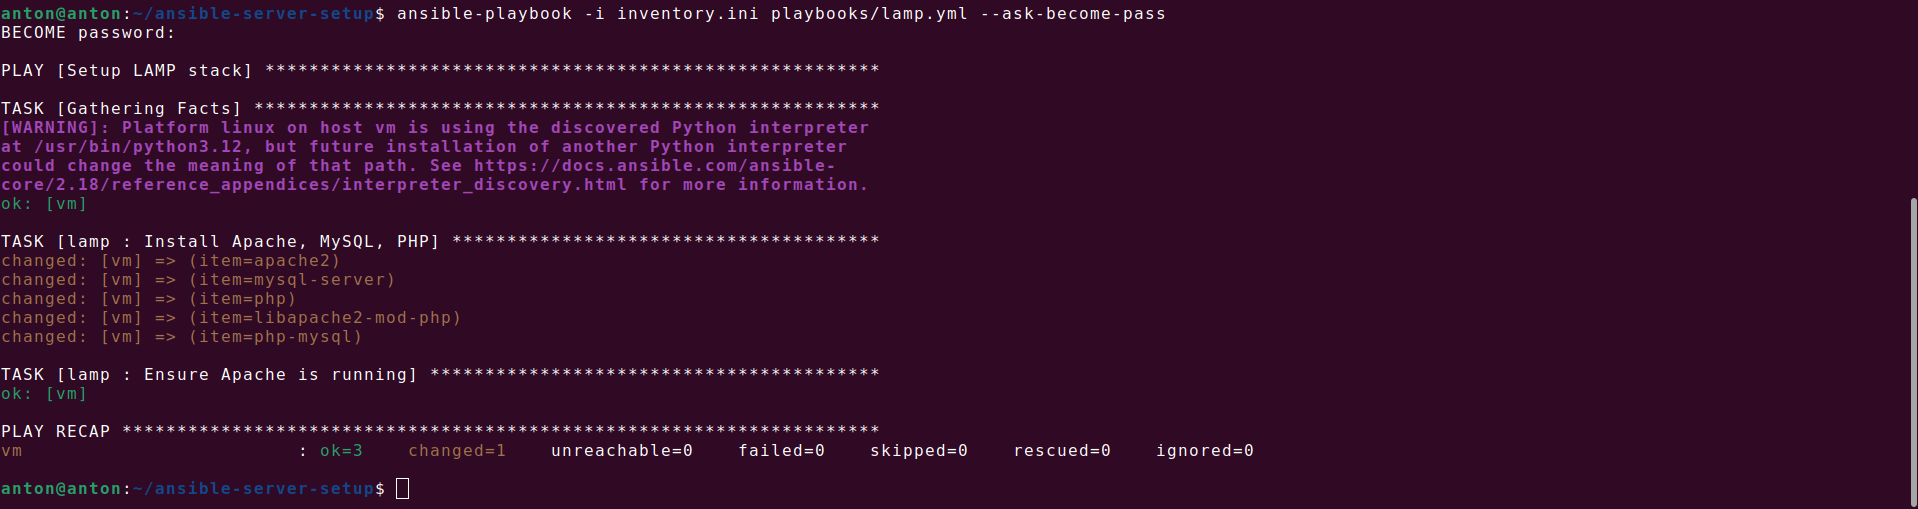 anton@anton:~/ansible-server-setup$ ansible-playbook -i inventory.ini playbooks/lamp.yml --ask-become-pass
BECOME password:
PLAY [Setup LAMP stack] ********************************************************
TASK [Gathering Facts] *********************************************************
[WARNING]: Platform linux on host vm is using the discovered Python interpreter
at /usr/bin/python3.12, but future installation of another Python interpreter
could change the meaning of that path. See https://docs.ansible.com/ansible-
core/2.18/reference_appendices/interpreter_discovery.html for more information.
ok: [vm]
TASK [lamp : Install Apache, MySQL, PHP] ***************************************
changed: [vm] => (item=apache2)
changed: [vm] => (item=mysql-server)
changed: [vm] => (item=php)
changed: [vm] => (item=libapache2-mod-php)
changed: [vm] => (item=php-mysql)
TASK [lamp : Ensure Apache is running] *****************************************
ok: [vm]
PLAY RECAP *********************************************************************
vm                         : ok=3    changed=1    unreachable=0    failed=0    skipped=0    rescued=0    ignored=0
anton@anton:~/ansible-server-setup$